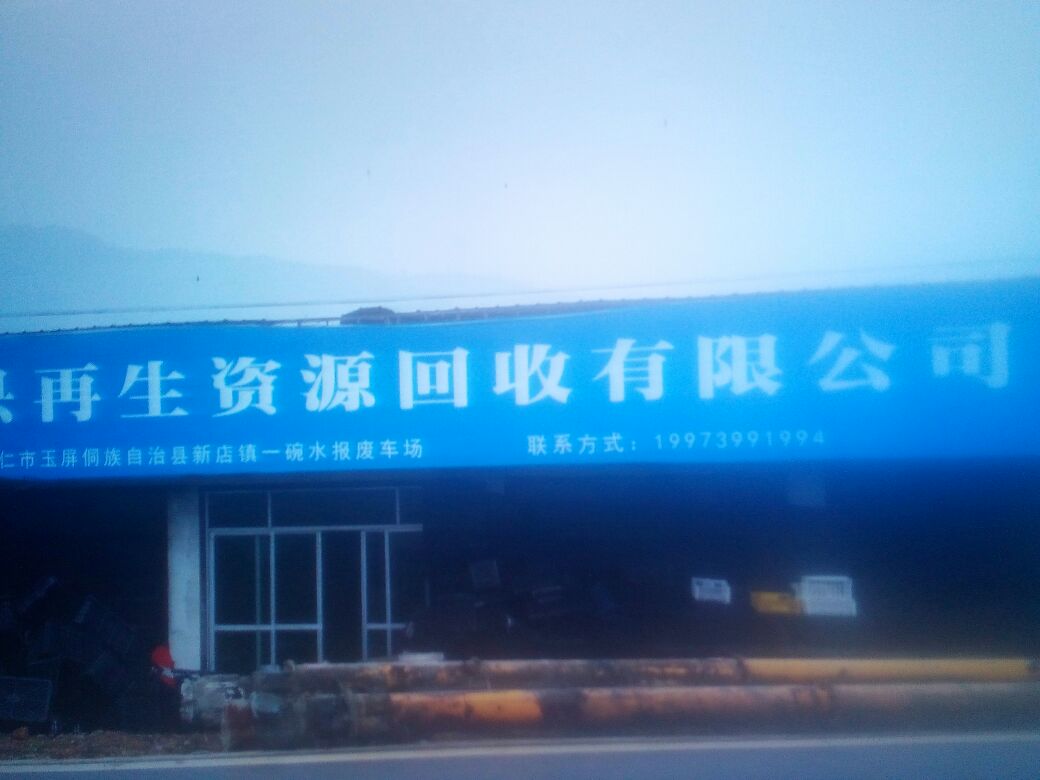 再生资源回收有限公司
仁市玉屏侗族自治县新店镇一碗水报废车场
联系方式：19973991994